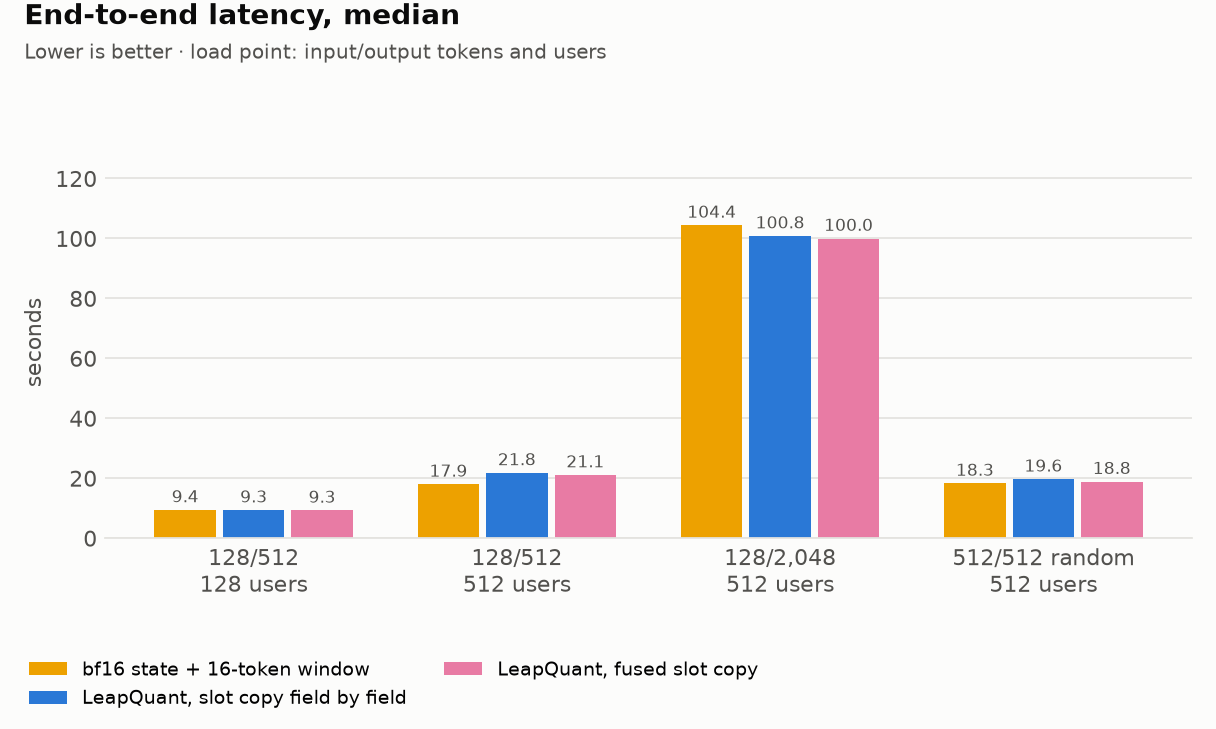 End-to-end latency, median
Lower is better · load point: input/output tokens and users
seconds
120
100
80
60
40
20
0
9.4
9.3
9.3
17.9
21.8
21.1
104.4
100.8
100.0
18.3
19.6
18.8
128/512
128 users
128/512
512 users
128/2,048
512 users
512/512 random
512 users
bf16 state + 16-token window
LeapQuant, slot copy field by field
LeapQuant, fused slot copy